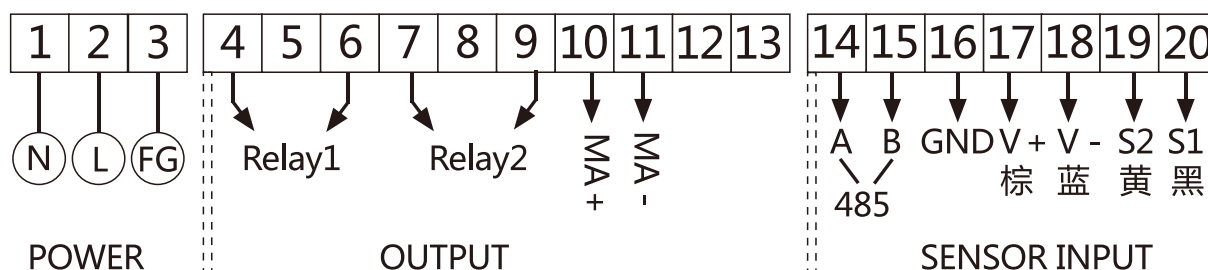 1 2 3 4 5 6 7 8 9 10 11 12 13 14 15 16 17 18 19 20
N L FG Relay1 Relay2 MA+ MA- A B GND V+ V- S2 S1
棕 蓝 黄 黑
485
POWER OUTPUT SENSOR INPUT